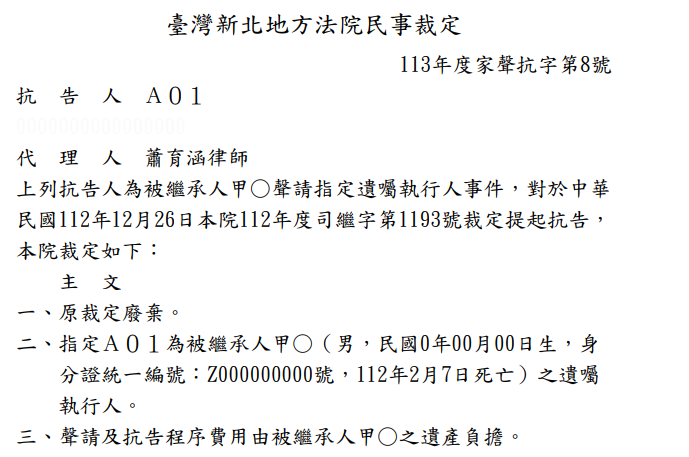 臺灣新北地方法院民事裁定
113年度家聲抗字第8號
抗　告　人　Ａ０１
0000000000000000
代　理　人　蕭育涵律師
上列抗告人為被繼承人甲○聲請指定遺囑執行人事件，對於中華
民國112年12月26日本院112年度司繼字第1193號裁定提起抗告，
本院裁定如下：
主　文
一、原裁定廢棄。
二、指定Ａ０１為被繼承人甲○（男，民國0年00月00日生，身
分證統一編號：Z000000000號，112年2月7日死亡）之遺囑
執行人。
三、聲請及抗告程序費用由被繼承人甲○之遺產負擔。